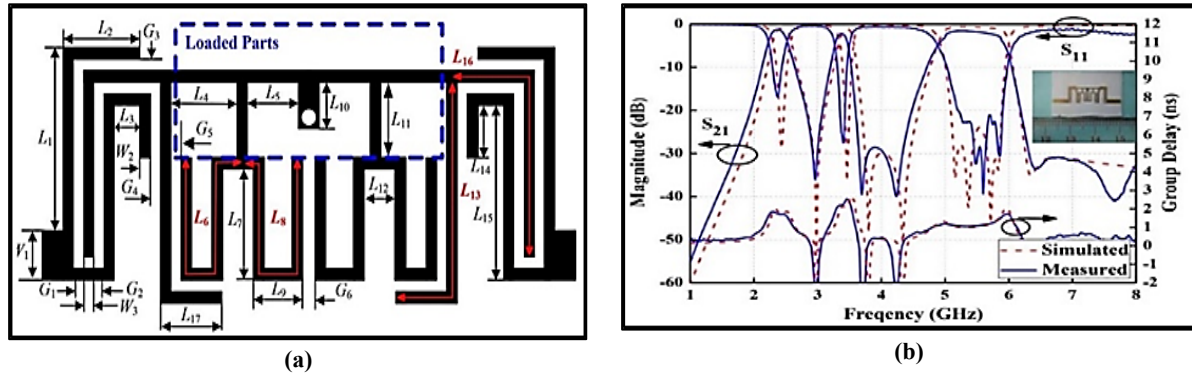 L2
G3
Loaded Parts
L16
L4
L5
L10
L11
L1
L3
G5
W2
G4
L14
L12
L13
L6
L7
L8
L15
W1
G1
G2
W3
L9
G6
L17
(a)
0
-10
-20
-30
-40
-50
-60
Magnitude (dB)
12
11
10
9
8
7
6
5
4
3
2
1
0
-1
-2
Group Delay (ns)
S11
S21
Simulated
Measured
1 2 3 4 5 6 7 8
Freqency (GHz)
(b)